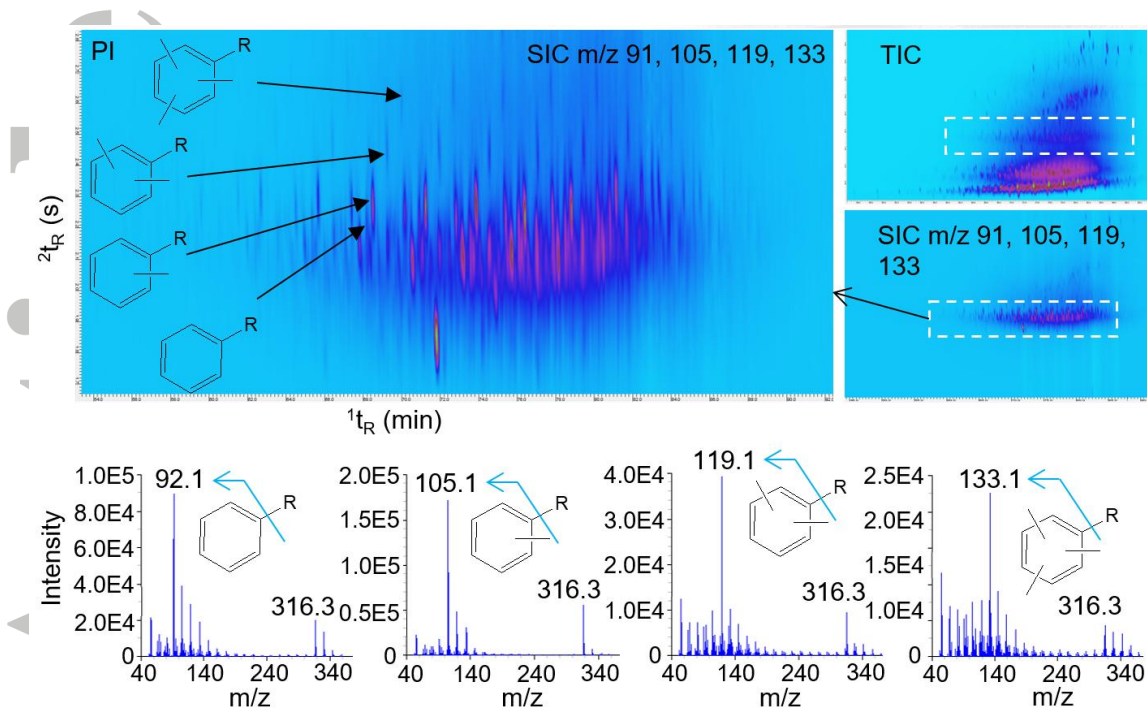 PI
SIC m/z 91, 105, 119, 133
R
R
R
R
²tR (s)
¹tR (min)
TIC
SIC m/z 91, 105, 119,
133
Intensity
1.0E5
8.0E4
6.0E4
4.0E4
2.0E4
0
92.1
R
316.3
40 140 240 340
m/z
2.0E5
1.5E5
1.0E5
0.5E5
0
105.1
R
316.3
40 140 240 340
m/z
4.0E4
3.0E4
2.0E4
1.0E4
0
119.1
R
316.3
40 140 240 340
m/z
2.5E4
2.0E4
1.5E4
1.0E4
5.0E4
0
133.1
R
316.3
40 140 240 340
m/z